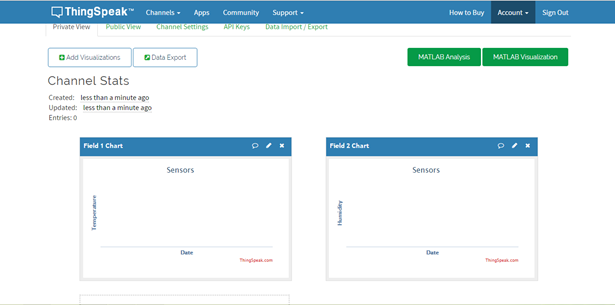 ThingSpeak™ Channels Apps Community Support How to Buy Account Sign Out
Private View Public View Channel Settings API Keys Data Import / Export
Add Visualizations Data Export MATLAB Analysis MATLAB Visualization
Channel Stats
Created: less than a minute ago
Updated: less than a minute ago
Entries: 0
Field 1 Chart Field 2 Chart
Sensors Sensors
Temperature Humidity
Date Date
ThingSpeak.com ThingSpeak.com